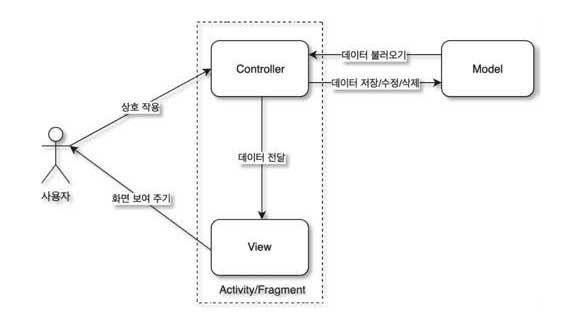 Controller
데이터 불러오기
Model
데이터 저장/수정/삭제
상호 작용
데이터 전달
사용자
화면 보여 주기
View
Activity/Fragment